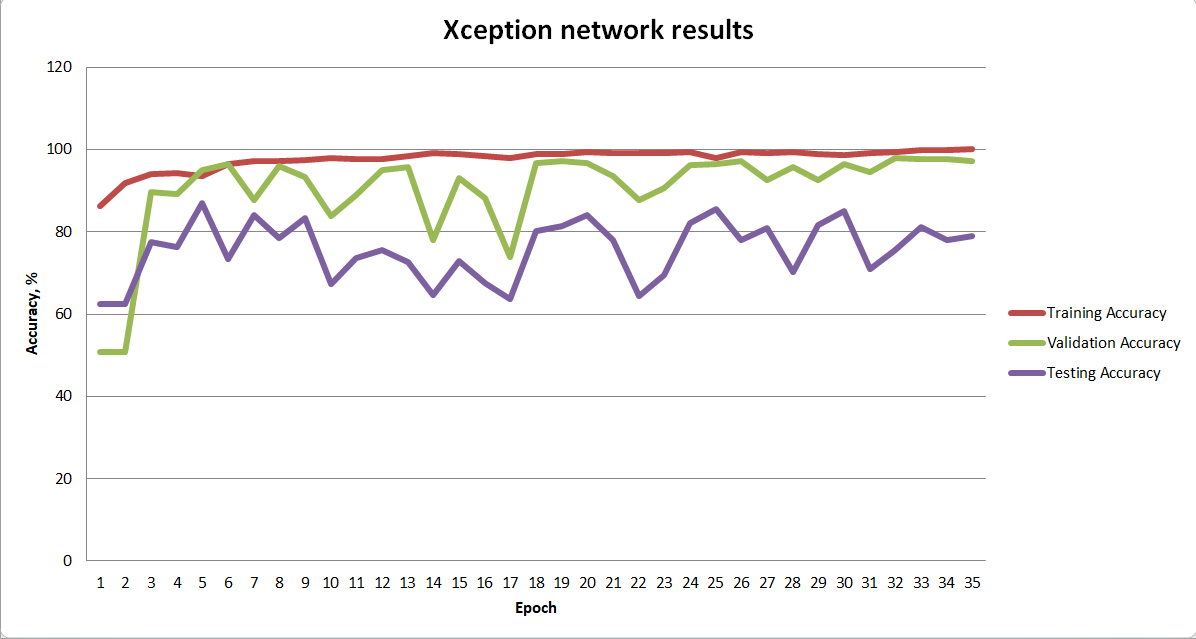 Xception network results
120
100
80
60
40
20
0
Accuracy, %
1 2 3 4 5 6 7 8 9 10 11 12 13 14 15 16 17 18 19 20 21 22 23 24 25 26 27 28 29 30 31 32 33 34 35
Epoch
Training Accuracy
Validation Accuracy
Testing Accuracy